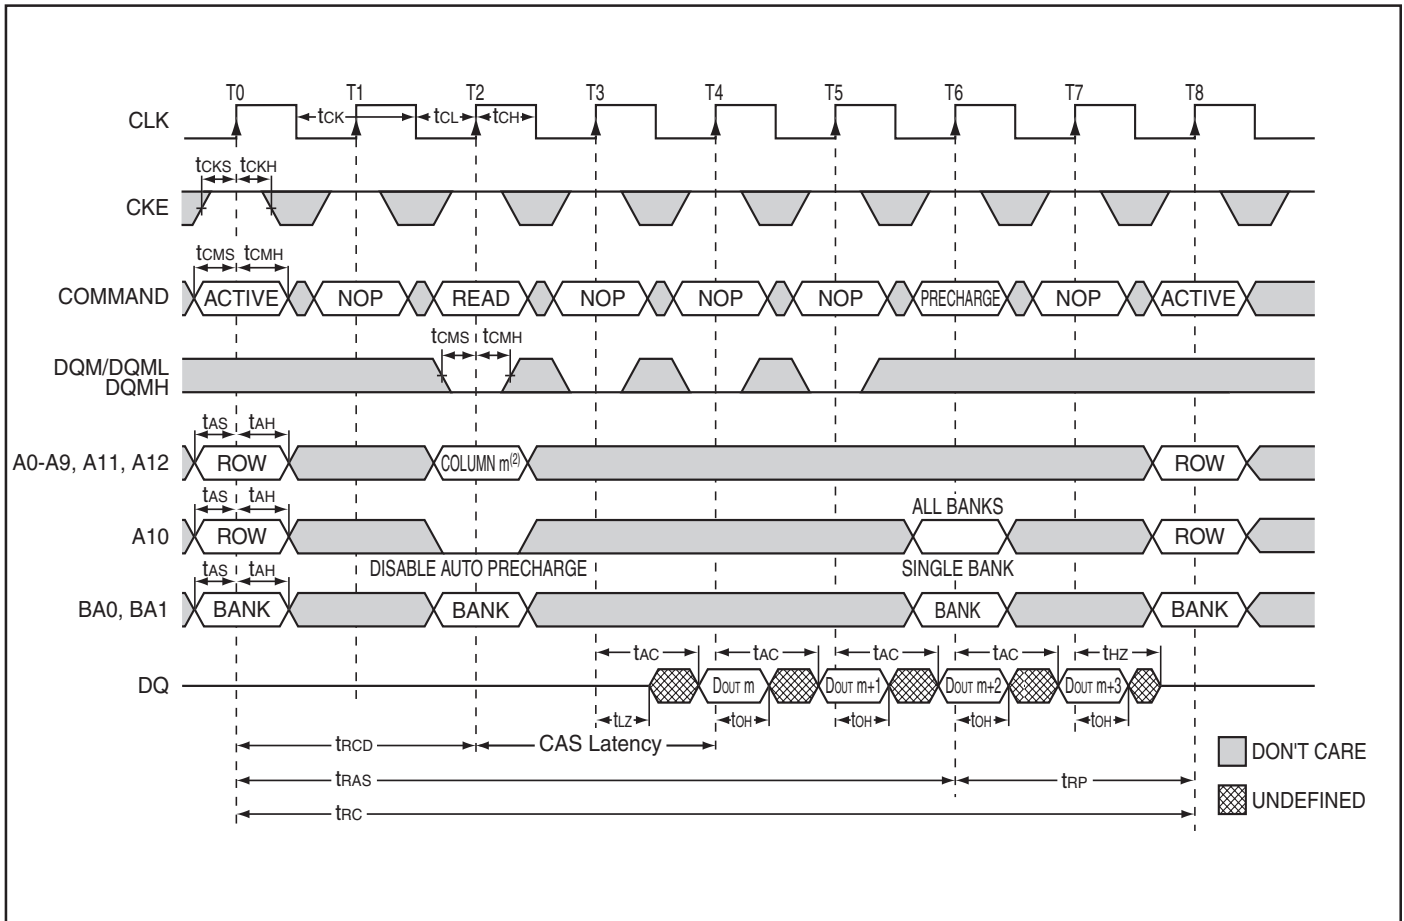 T0 T1 T2 T3 T4 T5 T6 T7 T8
CLK tCK tCL tCH
tCKS tCKH
CKE
tCMS tCMH
COMMAND ACTIVE NOP READ NOP NOP NOP PRECHARGE NOP ACTIVE
tCMS tCMH
DQM/DQML
DQMH
tAS tAH
A0-A9, A11, A12 ROW COLUMN m(2) ROW
tAS tAH ALL BANKS
A10 ROW ROW
DISABLE AUTO PRECHARGE SINGLE BANK
tAS tAH
BA0, BA1 BANK BANK BANK BANK
tAC tAC tAC tAC tHZ
DQ DOUT m DOUT m+1 DOUT m+2 DOUT m+3
tLZ tOH tOH tOH tOH
tRCD CAS Latency
DON'T CARE
tRAS tRP
UNDEFINED
tRC